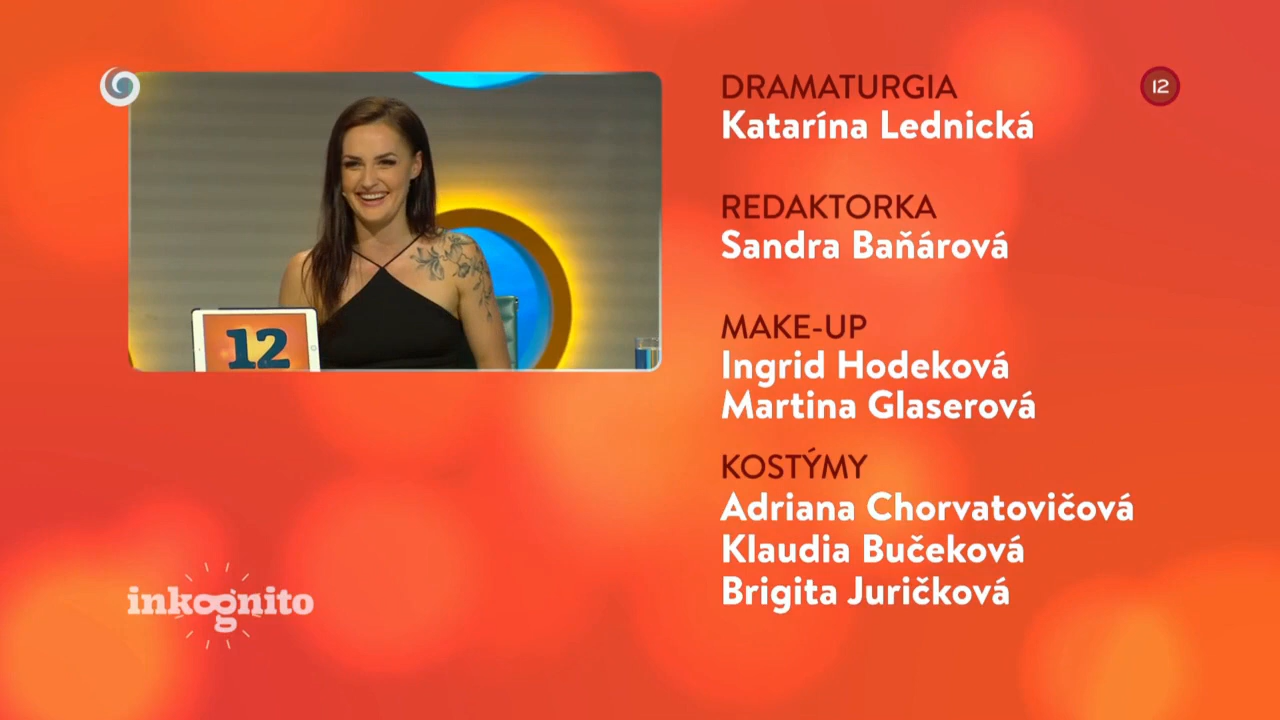 DRAMATURGIA
Katarína Lednická
REDAKTORKA
Sandra Baňárová
MAKE-UP
Ingrid Hodeková
Martina Glaserová
KOSTÝMY
Adriana Chorvatovičová
Klaudia Bučeková
Brigita Juričková
12
12
inkognito